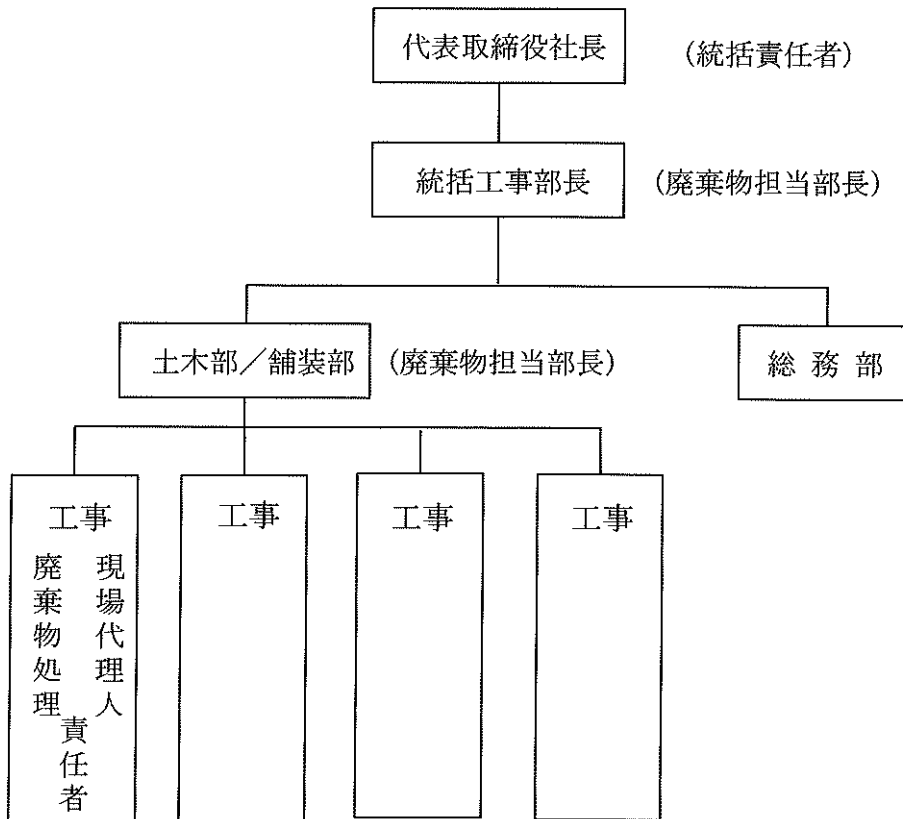 代表取締役社長 (統括責任者)
統括工事部長 (廃棄物担当部長)
土木部/舗装部 (廃棄物担当部長)
総務部
工事
現場代理人
廃棄物処理
責任者
工事
工事
工事